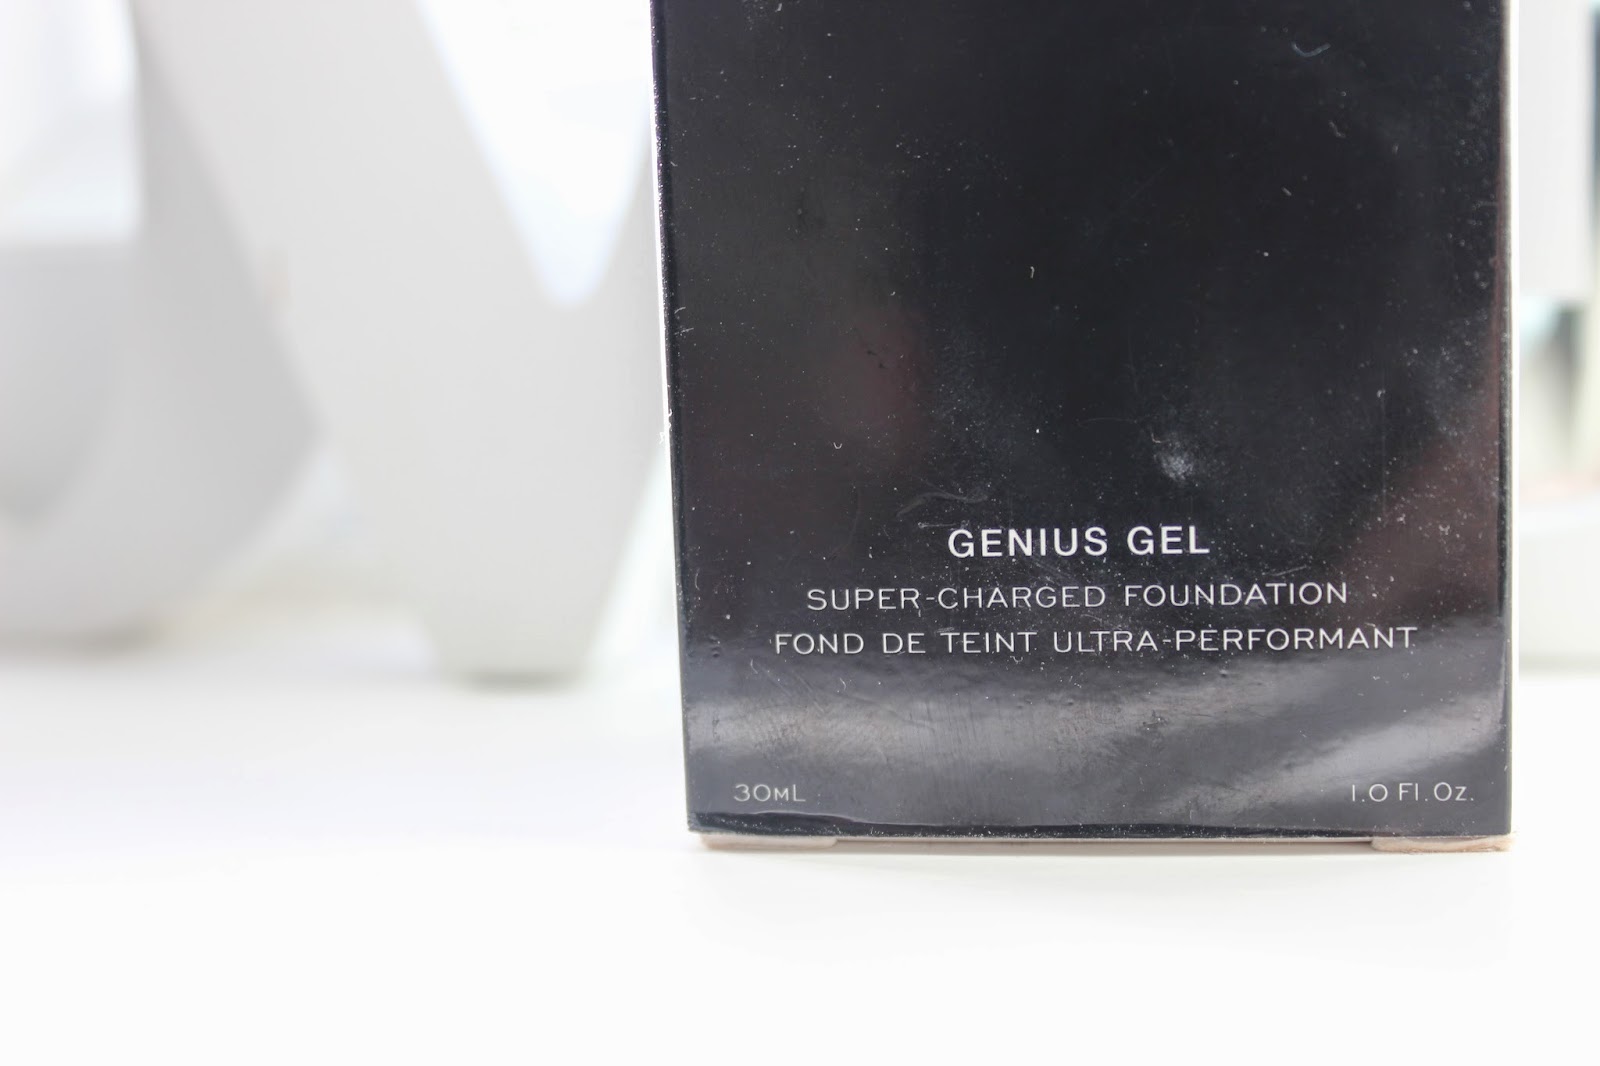 GENIUS GEL
SUPER-CHARGED FOUNDATION
FOND DE TEINT ULTRA-PERFORMANT
30ML 1.0 Fl.Oz.